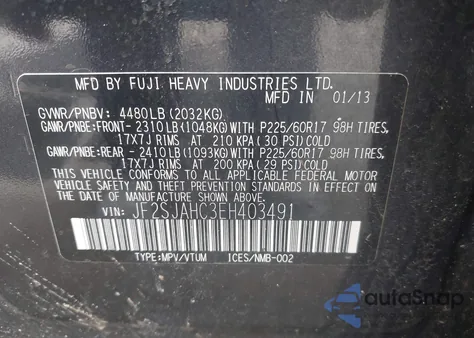 MFD BY FUJI HEAVY INDUSTRIES LTD.
MFD IN 01/13
GVWR/PNBV: 4480LB(2032KG)
GAWR/PNBE:FRONT- 2310LB(1048KG)WITH P225/60R17 98H TIRES,
17X7J RIMS AT 210 KPA(30 PSI)COLD
GAWR/PNBE:REAR - 2410LB(1093KG)WITH P225/60R17 98H TIRES,
17X7J RIMS AT 200 KPA(29 PSI)COLD
THIS VEHICLE CONFORMS TO ALL APPLICABLE FEDERAL MOTOR
VEHICLE SAFETY AND THEFT PREVENTION STANDARDS IN EFFECT ON
THE DATE OF MANUFACTURE SHOWN ABOVE.
VIN: JF2SJAHC3EH403491
TYPE:MPV/VTUM ICES/NMB-002
autoSnap